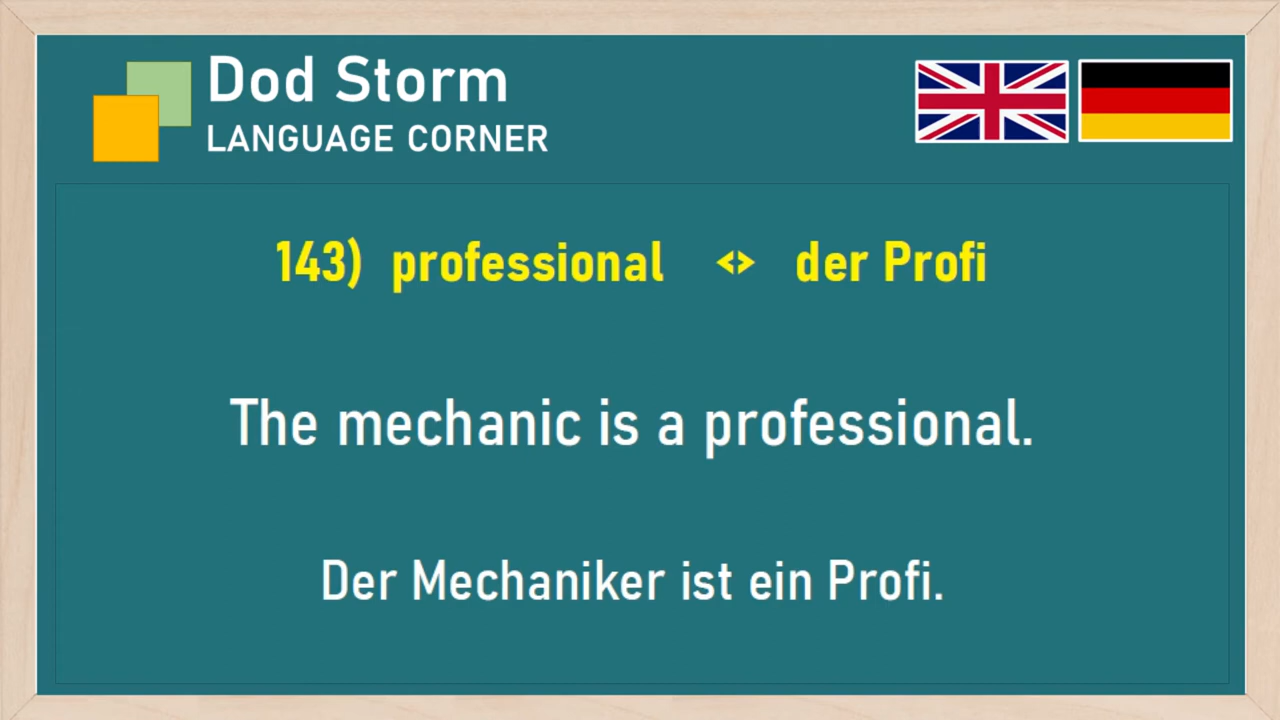 Dod Storm
LANGUAGE CORNER
143) professional <> der Profi
The mechanic is a professional.
Der Mechaniker ist ein Profi.